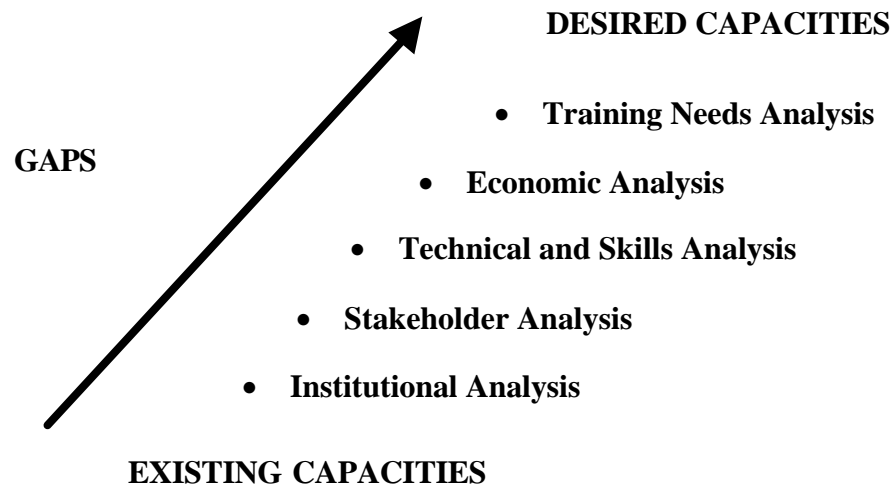 DESIRED CAPACITIES
• Training Needs Analysis
GAPS
• Economic Analysis
• Technical and Skills Analysis
• Stakeholder Analysis
• Institutional Analysis
EXISTING CAPACITIES